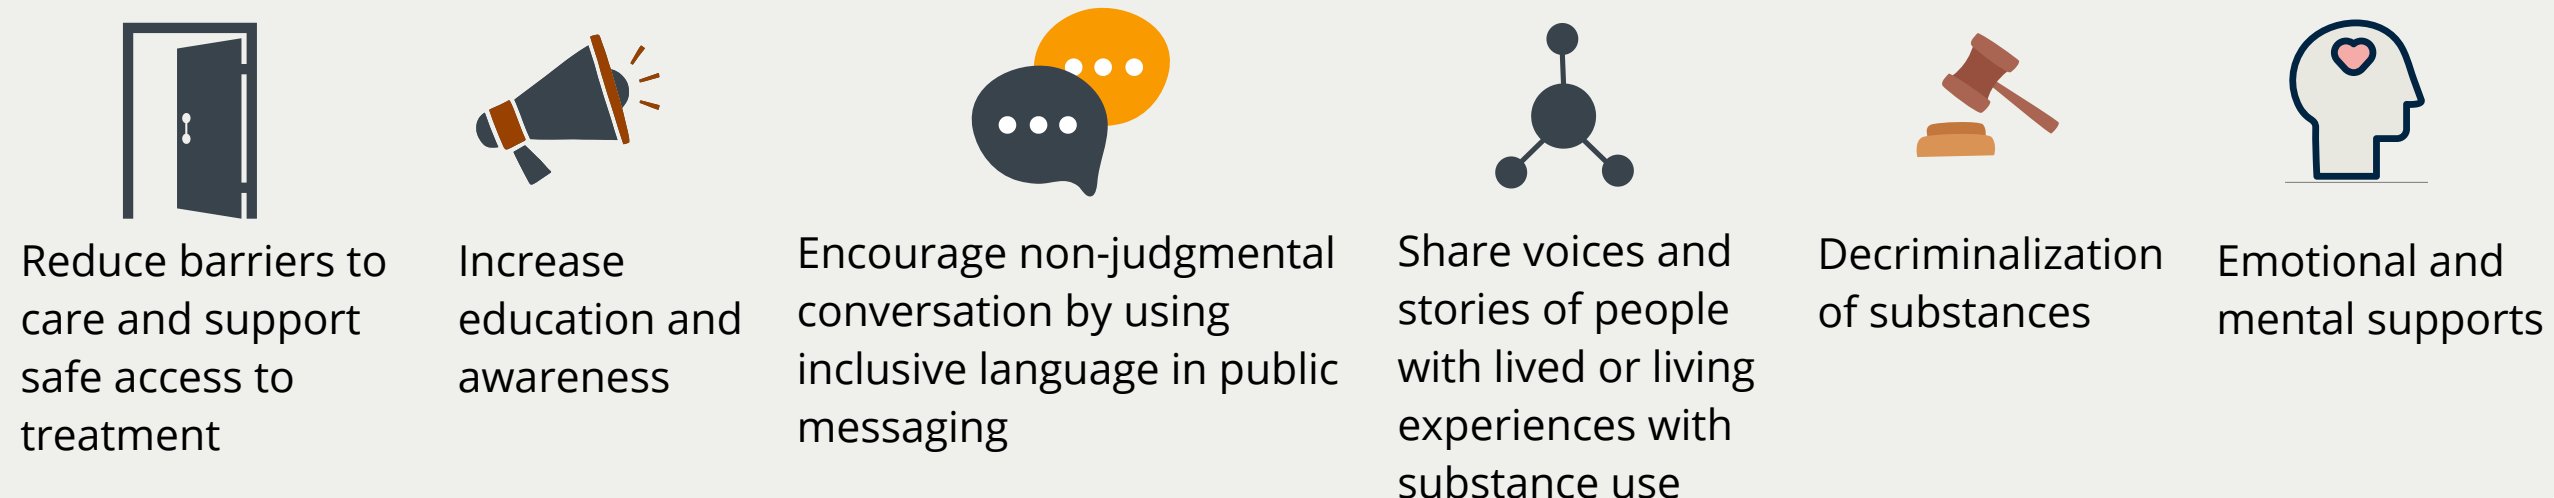 Reduce barriers to
care and support
safe access to
treatment
Increase
education and
awareness
Encourage non-judgmental
conversation by using
inclusive language in public
messaging
Share voices and
stories of people
with lived or living
experiences with
substance use
Decriminalization
of substances
Emotional and
mental supports